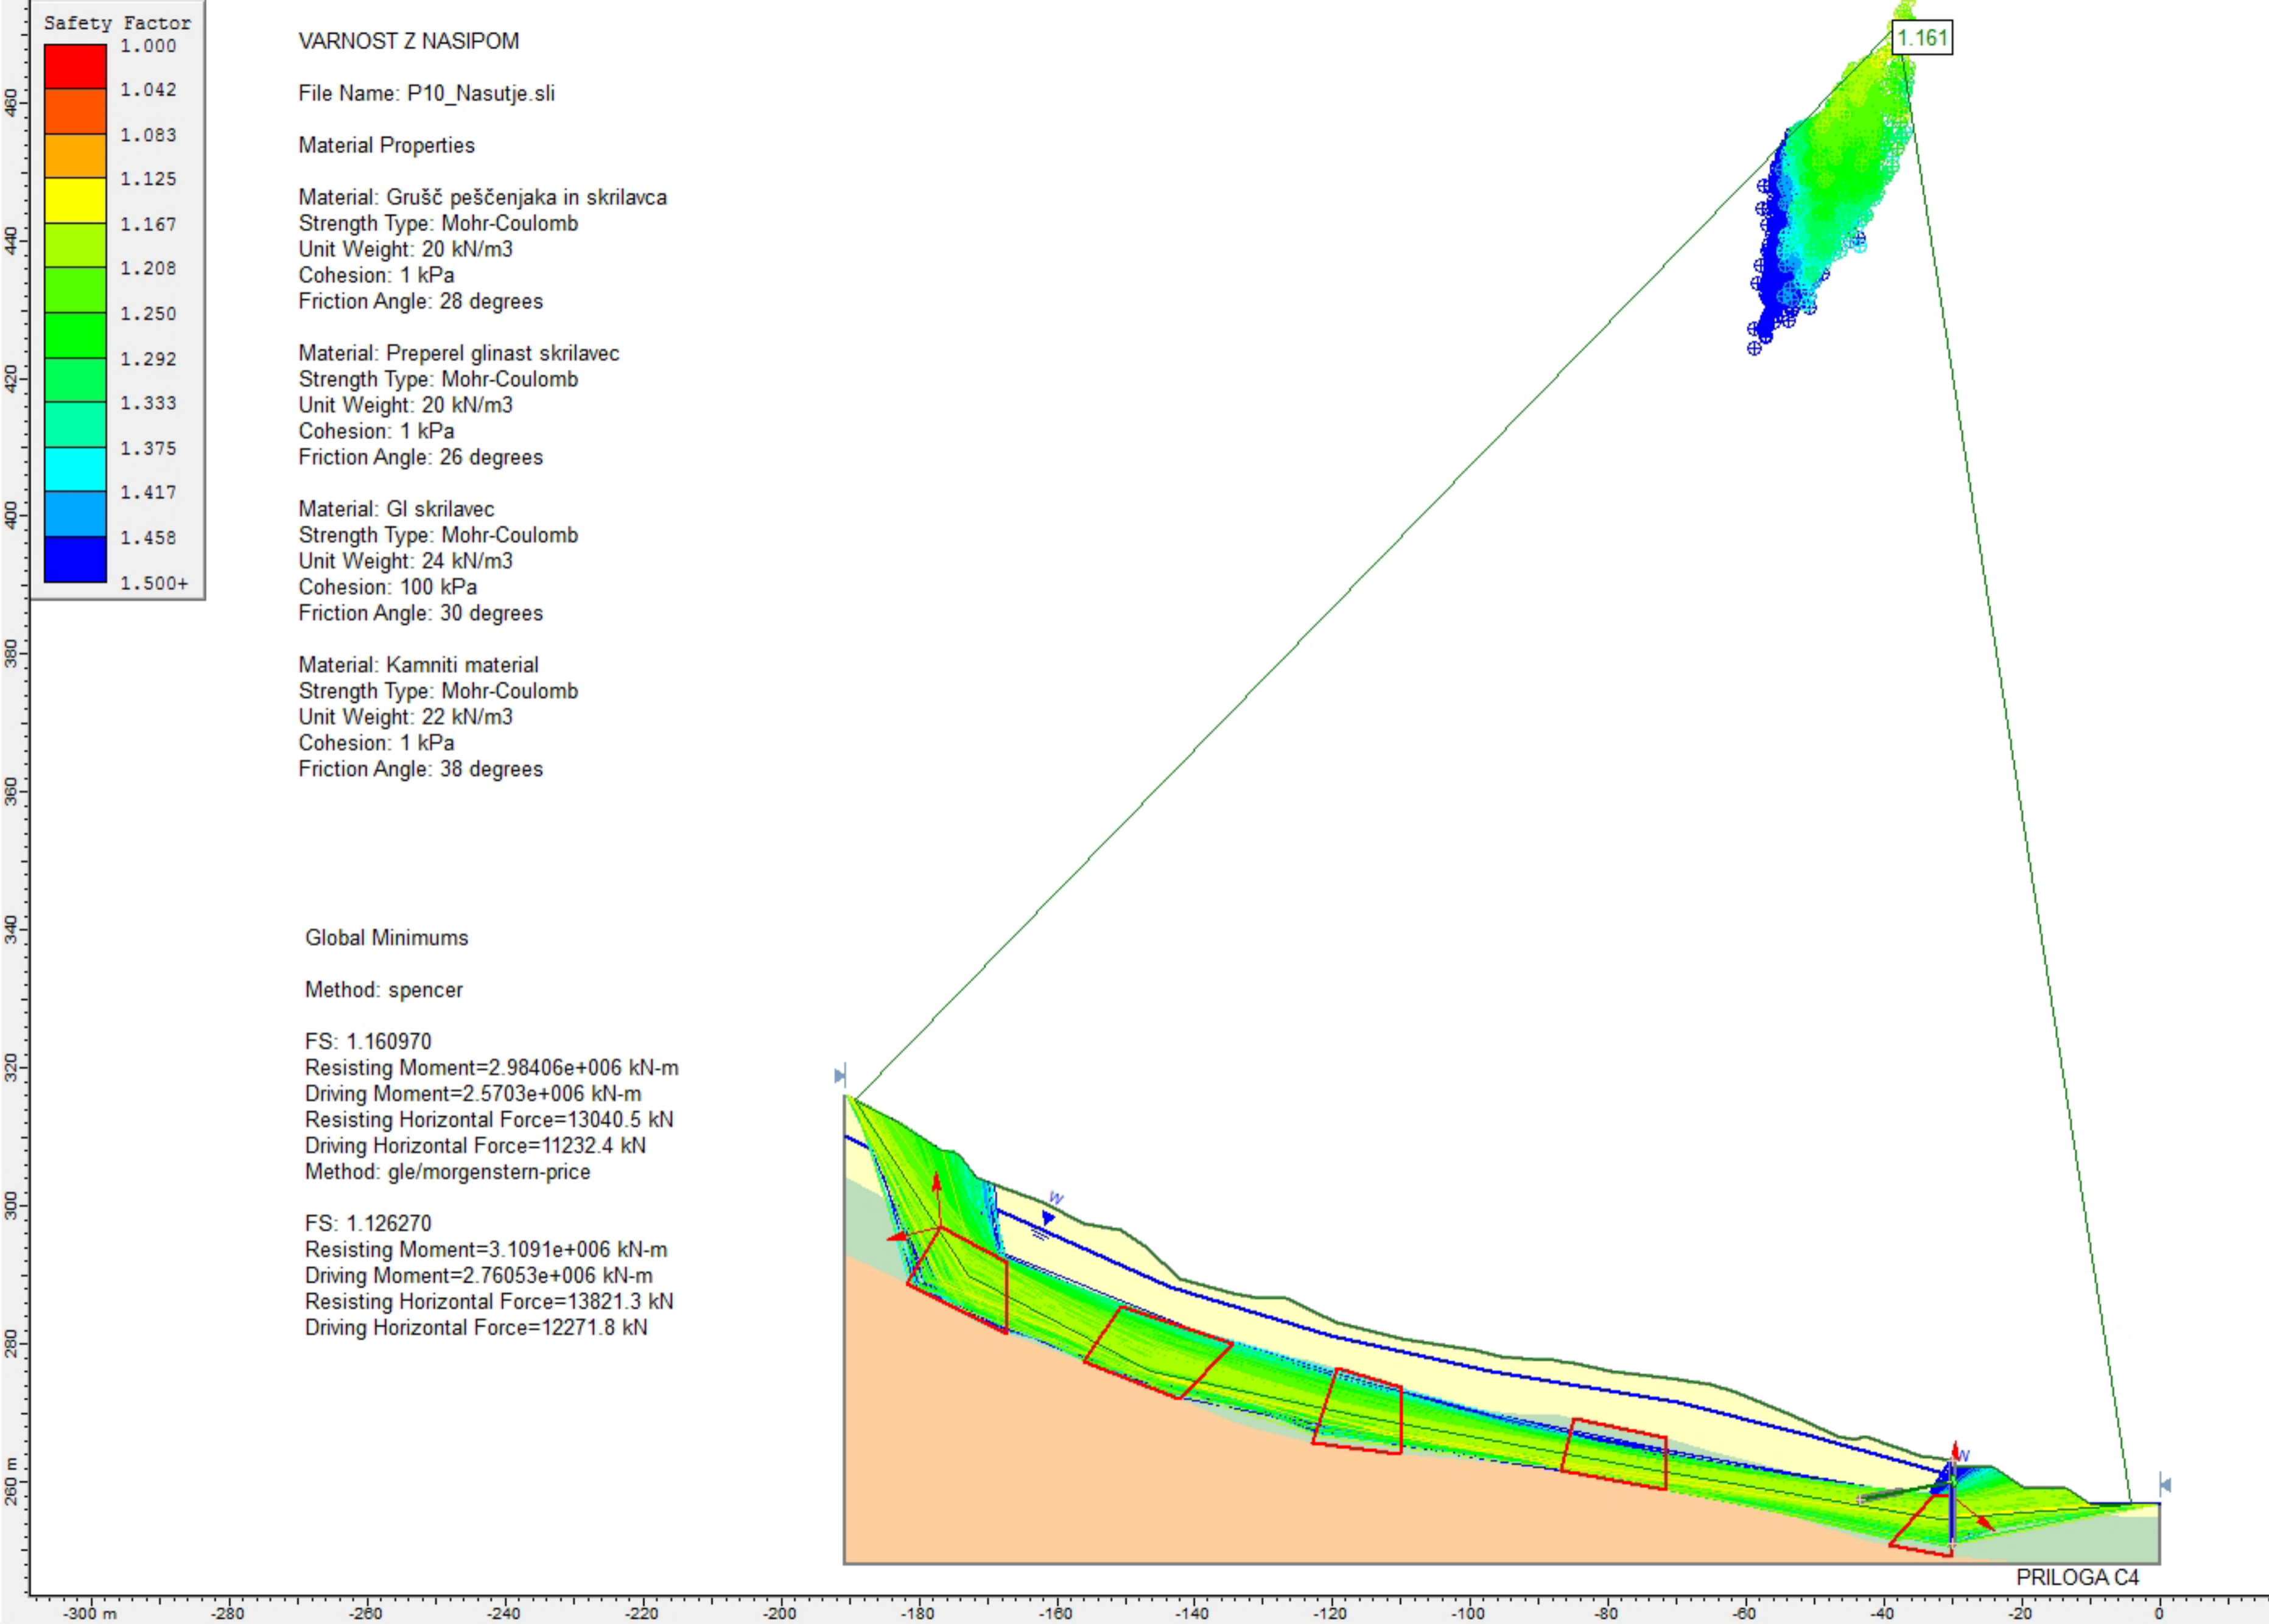 Safety Factor
1.000
1.042
1.083
1.125
1.167
1.208
1.250
1.292
1.333
1.375
1.417
1.458
1.500+
VARNOST Z NASIPOM
File Name: P10_Nasutje.sli
Material Properties
Material: Grušč peščenjaka in skrilavca
Strength Type: Mohr-Coulomb
Unit Weight: 20 kN/m3
Cohesion: 1 kPa
Friction Angle: 28 degrees
Material: Preperel glinast skrilavec
Strength Type: Mohr-Coulomb
Unit Weight: 20 kN/m3
Cohesion: 1 kPa
Friction Angle: 26 degrees
Material: Gl skrilavec
Strength Type: Mohr-Coulomb
Unit Weight: 24 kN/m3
Cohesion: 100 kPa
Friction Angle: 30 degrees
Material: Kamniti material
Strength Type: Mohr-Coulomb
Unit Weight: 22 kN/m3
Cohesion: 1 kPa
Friction Angle: 38 degrees
Global Minimums
Method: spencer
FS: 1.160970
Resisting Moment=2.98406e+006 kN-m
Driving Moment=2.5703e+006 kN-m
Resisting Horizontal Force=13040.5 kN
Driving Horizontal Force=11232.4 kN
Method: gle/morgenstern-price
FS: 1.126270
Resisting Moment=3.1091e+006 kN-m
Driving Moment=2.76053e+006 kN-m
Resisting Horizontal Force=13821.3 kN
Driving Horizontal Force=12271.8 kN
1.161
W
W
PRILOGA C4
460
440
420
400
380
360
340
320
300
280
260 m
-300 m
-280
-260
-240
-220
-200
-180
-160
-140
-120
-100
-80
-60
-40
-20
0